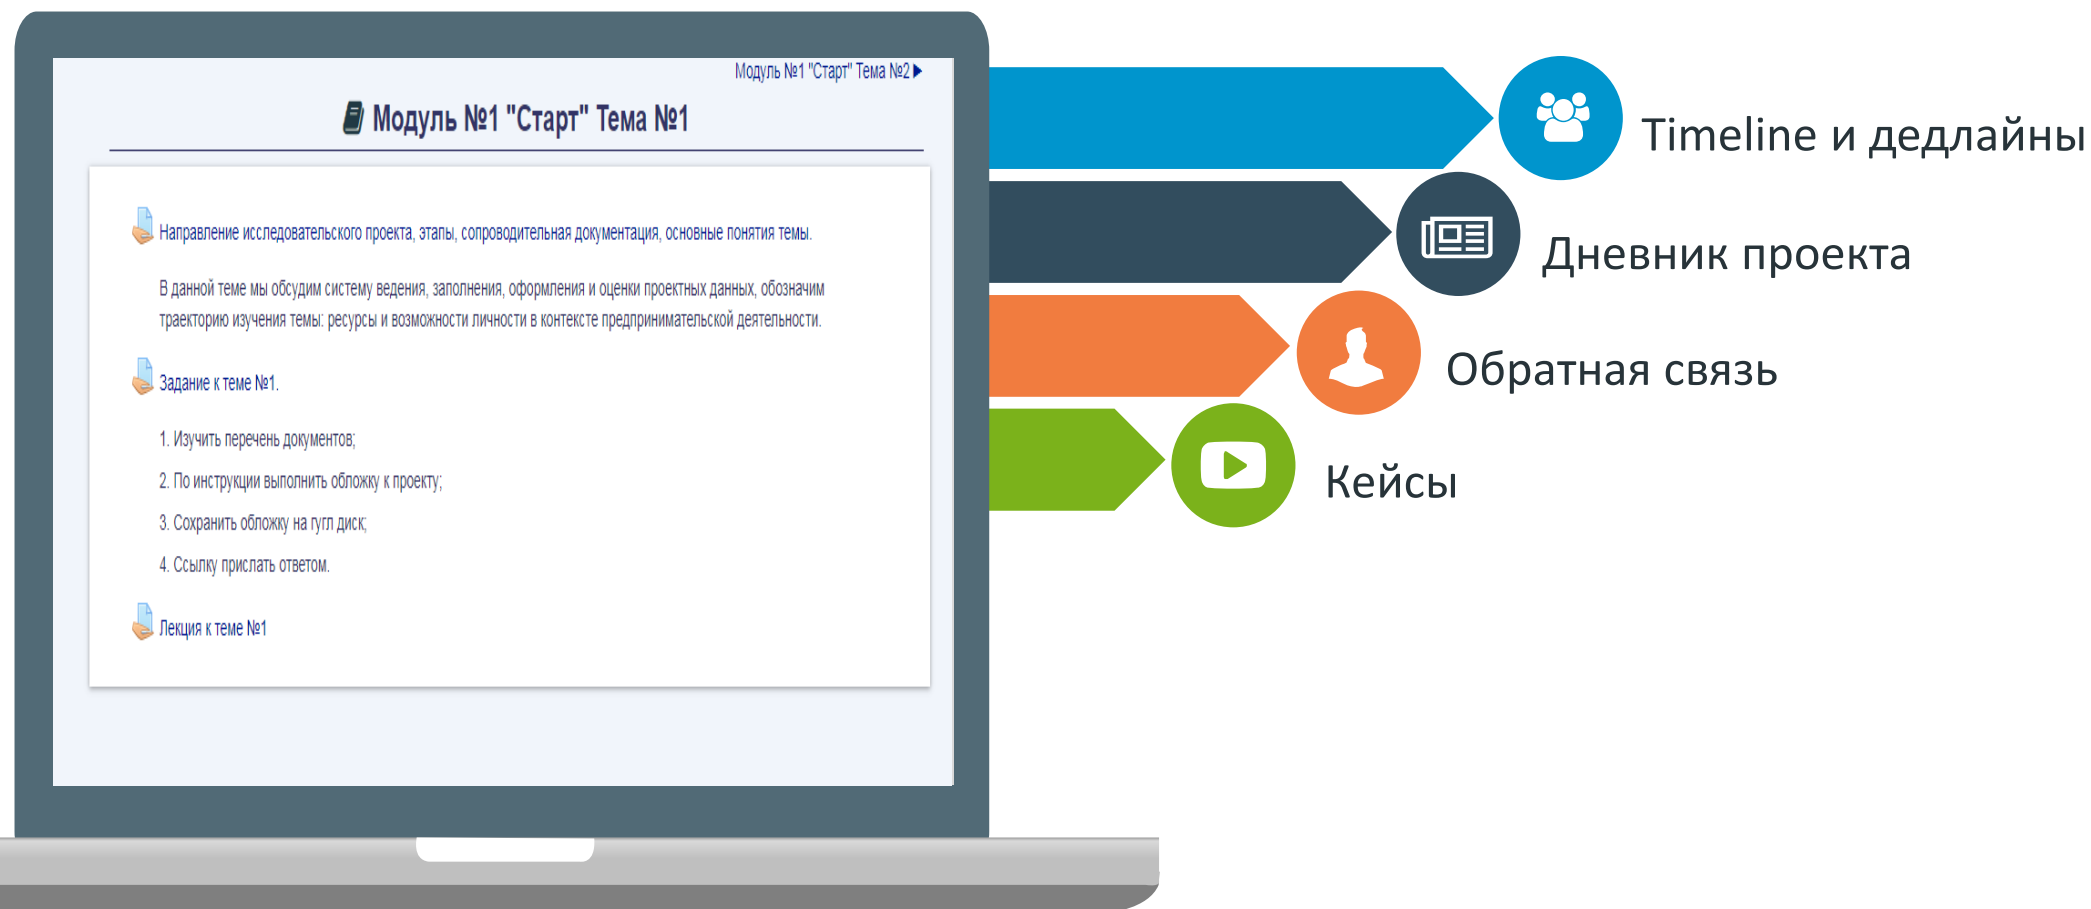 Модуль №1 "Старт" Тема №2
Модуль №1 "Старт" Тема №1
Направление исследовательского проекта, этапы, сопроводительная документация, основные понятия темы.
В данной теме мы обсудим систему ведения, заполнения, оформления и оценки проектных данных, обозначим
траекторию изучения темы: ресурсы и возможности личности в контексте предпринимательской деятельности.
Задание к теме №1.
1. Изучить перечень документов;
2. По инструкции выполнить обложку к проекту;
3. Сохранить обложку на гугл диск;
4. Ссылку прислать ответом.
Лекция к теме №1
Timeline и дедлайны
Дневник проекта
Обратная связь
Кейсы